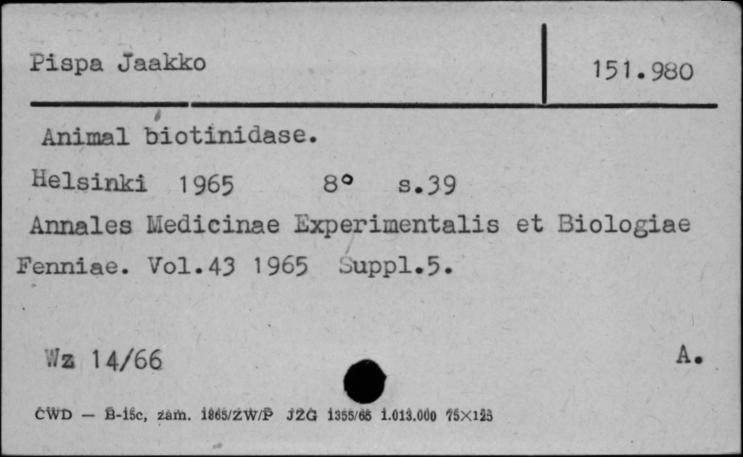 Pispa Jaakko
151.980
Animal biotinidase.
Helsinki 1965 8° s.39
Annales Medicinae Experimentalis et Biologiae
Fenniae. Vol.43 1965 Suppl.5.
Wz 14/66
A.
CWD — B-15c, zam. 1865/ZW/P JZG 1355/65 1.013.000 75×125